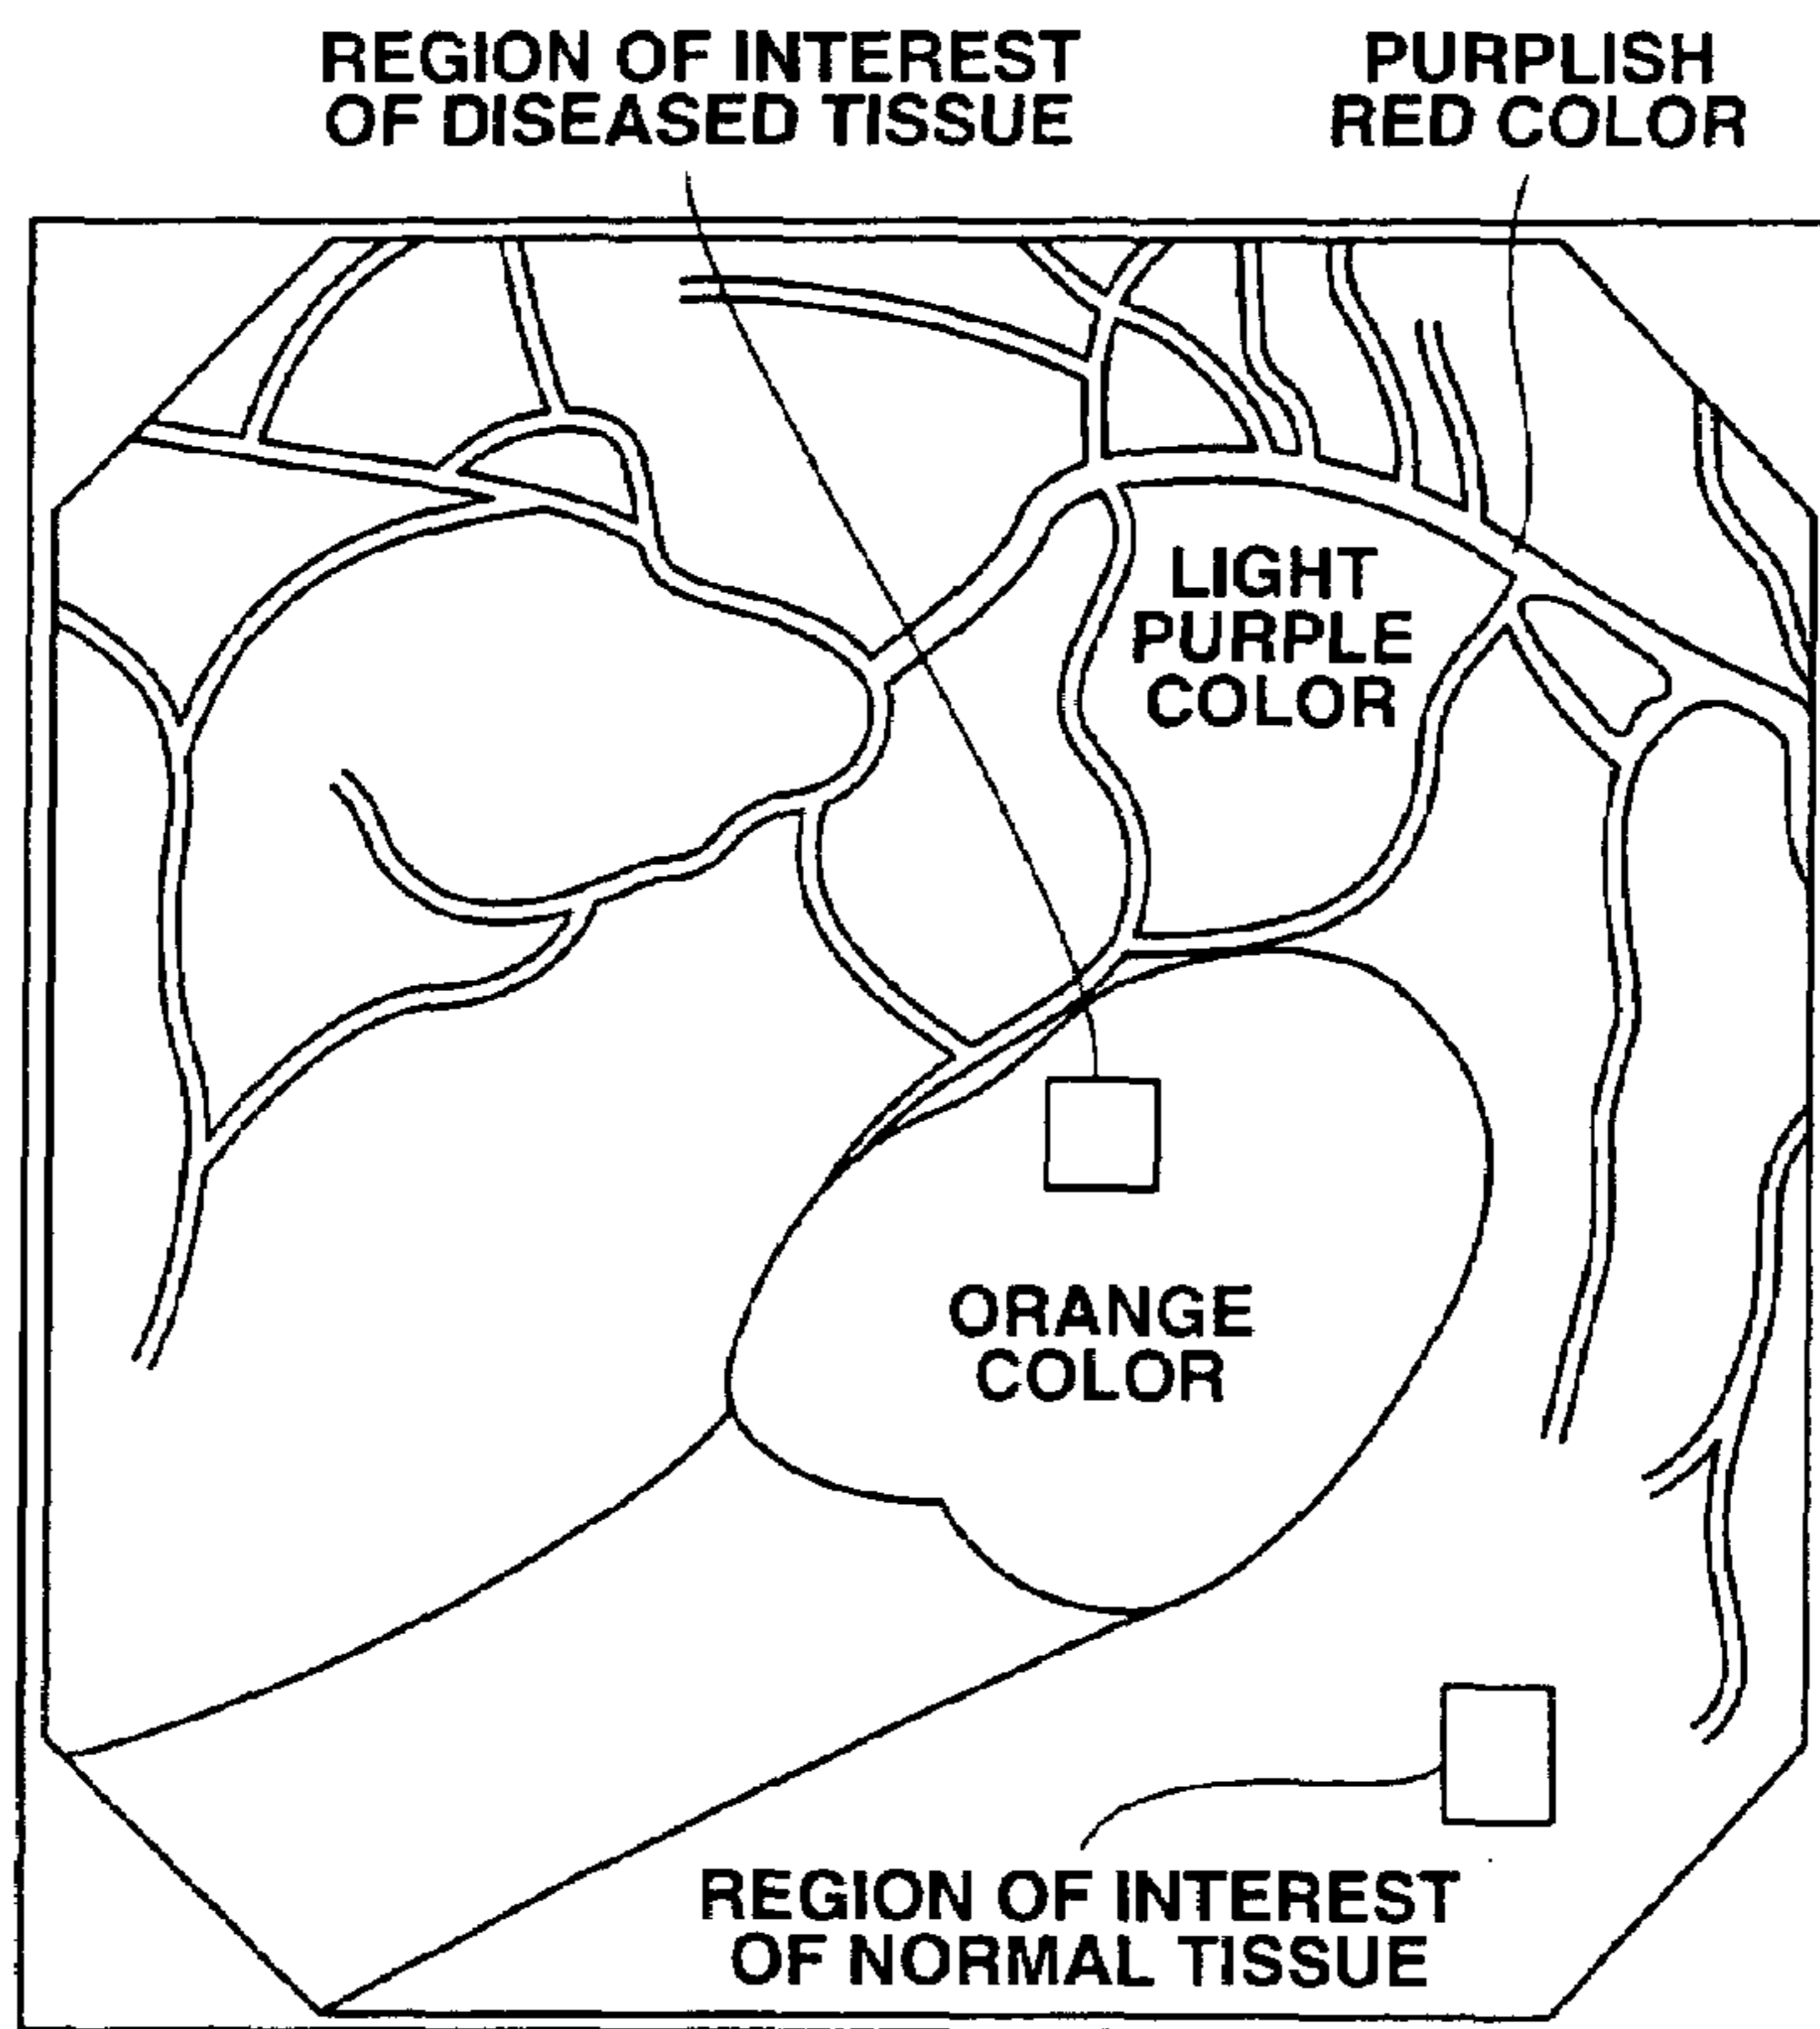 REGION OF INTEREST
OF DISEASED TISSUE
PURPLISH
RED COLOR
LIGHT
PURPLE
COLOR
ORANGE
COLOR
REGION OF INTEREST
OF NORMAL TISSUE